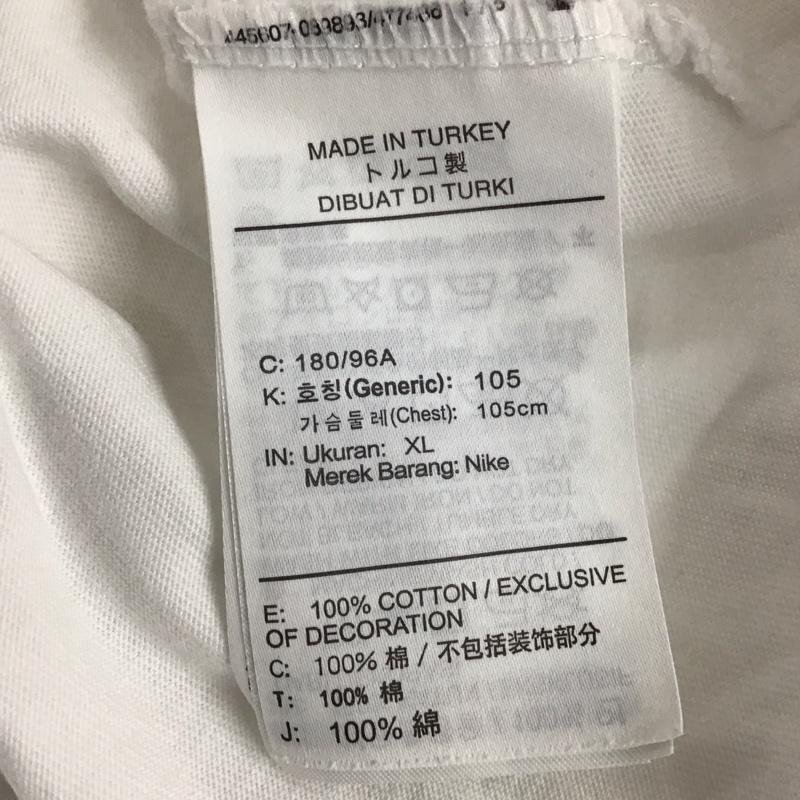 MADE IN TURKEY
トルコ製
DIBUAT DI TURKI
C: 180/96A
K: 호칭(Generic): 105
가슴둘레(Chest): 105cm
IN: Ukuran: XL
Merek Barang: Nike
E: 100% COTTON / EXCLUSIVE
OF DECORATION
C: 100% 棉 / 不包括装饰部分
T: 100% 棉
J: 100% 綿